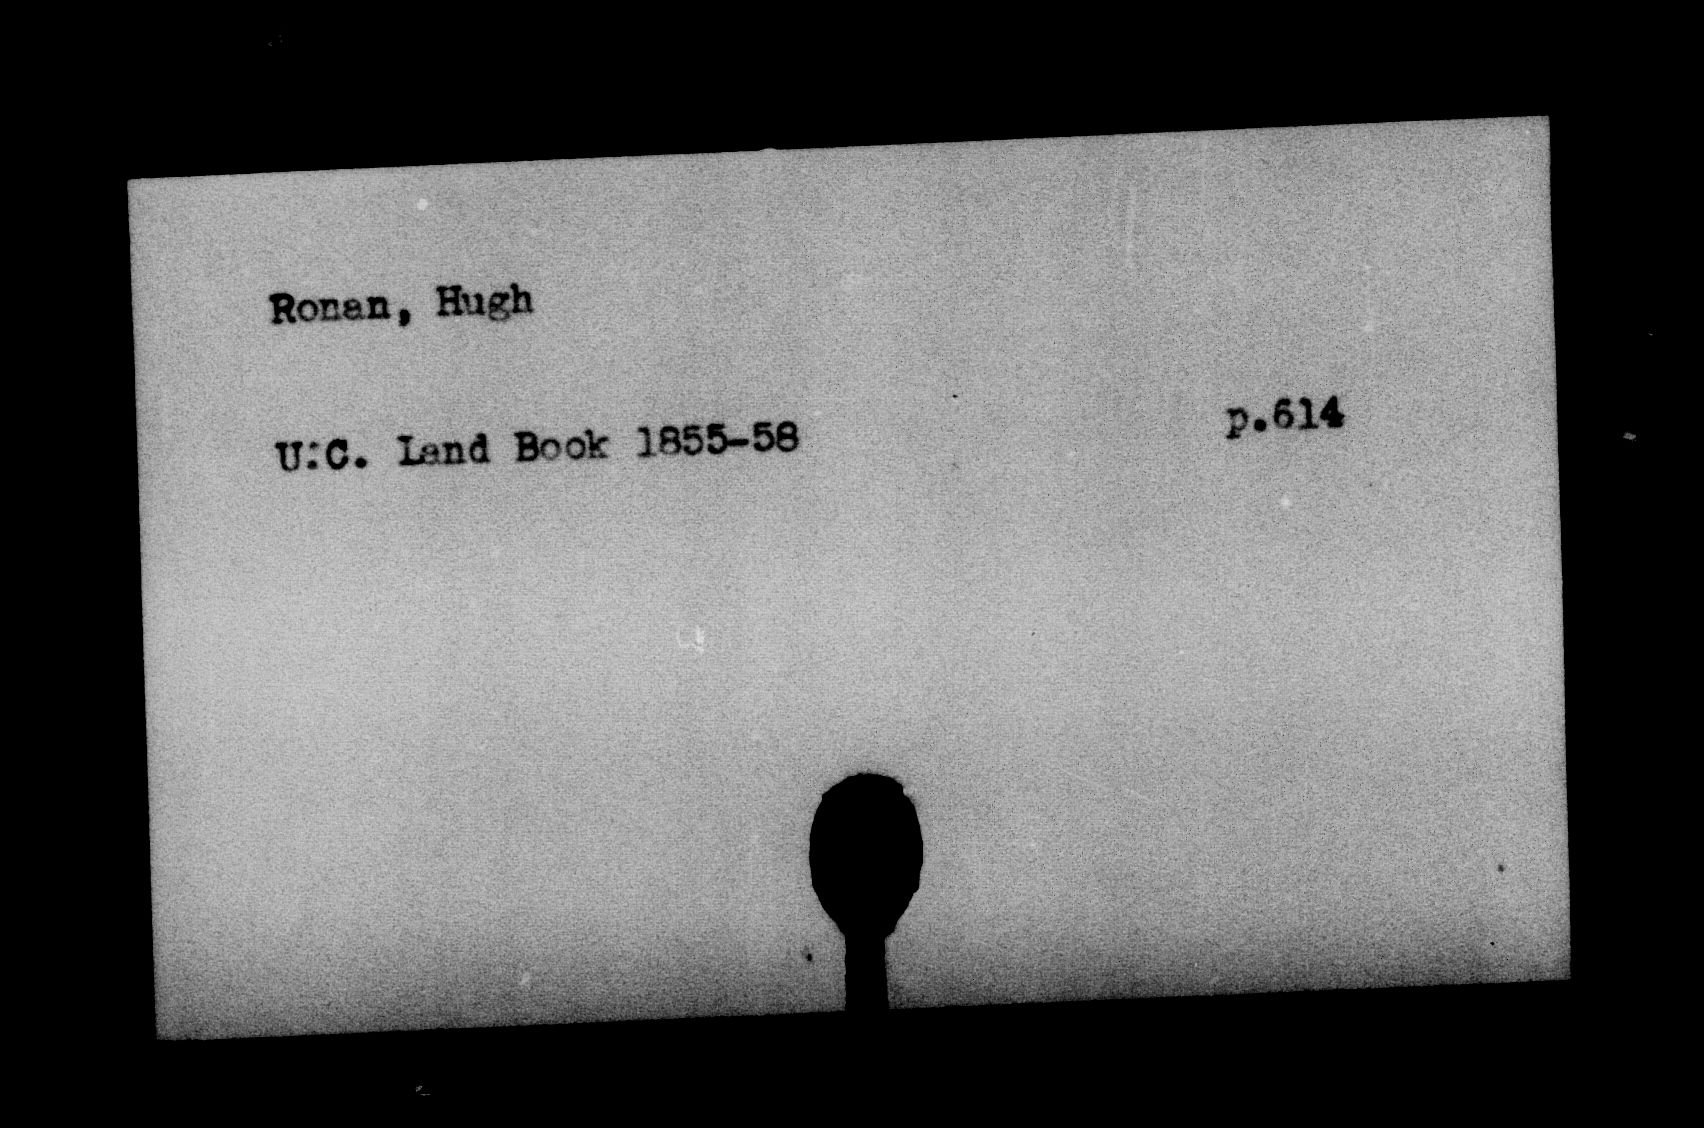 Ronan, Hugh
U.C. Land Book 1855-58 p.614